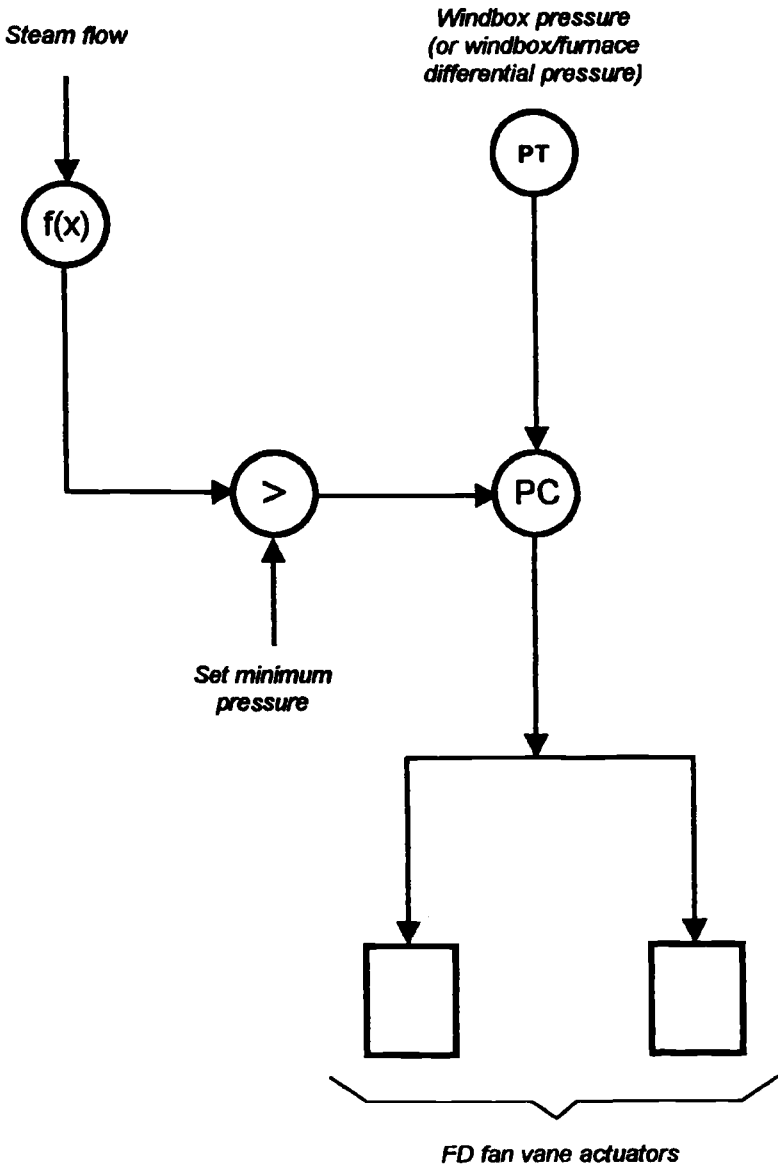 Steam flow
Windbox pressure
(or windbox/furnace
differential pressure)
PT
f(x)
>
PC
Set minimum
pressure
FD fan vane actuators